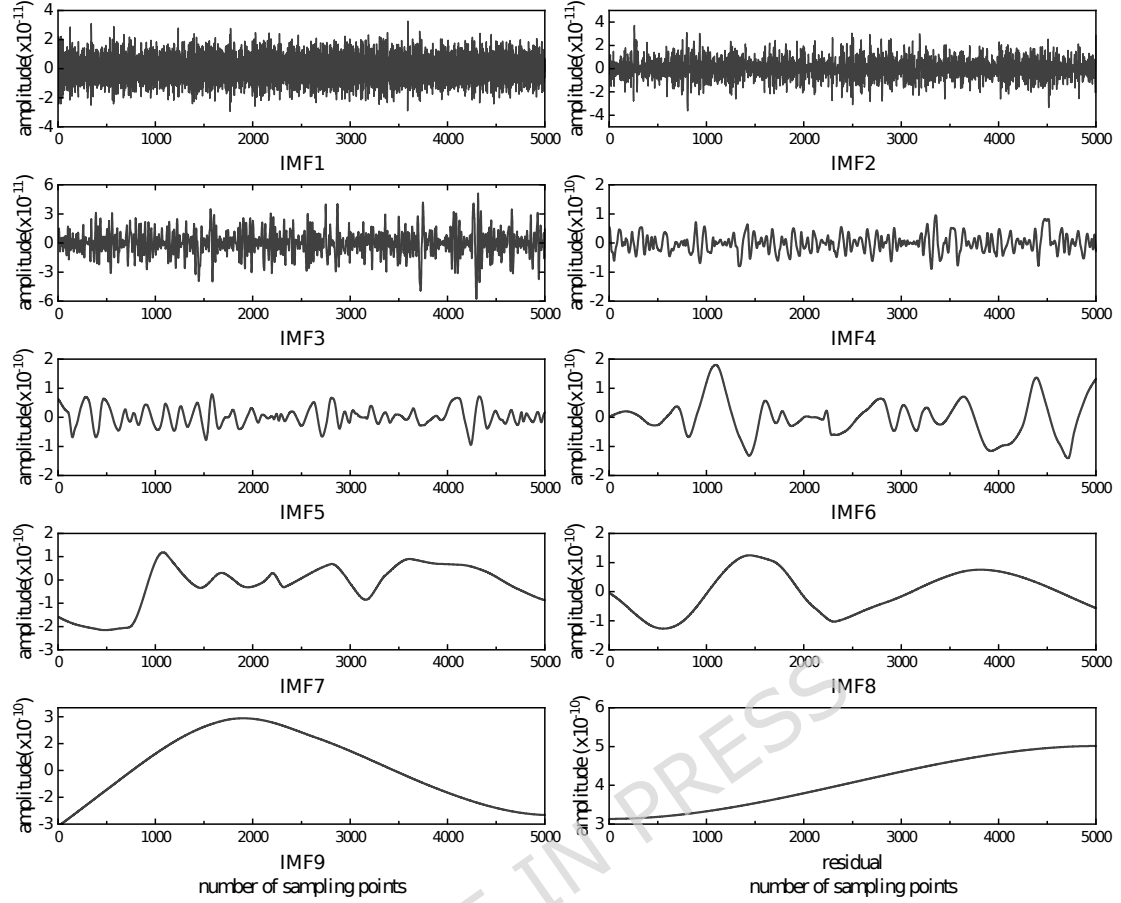 amplitude(x10⁻¹¹)
4
2
0
-2
-4
0 1000 2000 3000 4000 5000
IMF1
amplitude(x10⁻¹¹)
4
2
0
-2
-4
0 1000 2000 3000 4000 5000
IMF2
amplitude(x10⁻¹¹)
6
3
0
-3
-6
0 1000 2000 3000 4000 5000
IMF3
amplitude(x10⁻¹⁰)
2
1
0
-1
-2
0 1000 2000 3000 4000 5000
IMF4
amplitude(x10⁻¹⁰)
2
1
0
-1
-2
0 1000 2000 3000 4000 5000
IMF5
amplitude(x10⁻¹⁰)
2
1
0
-1
-2
0 1000 2000 3000 4000 5000
IMF6
amplitude(x10⁻¹⁰)
2
1
0
-1
-2
-3
0 1000 2000 3000 4000 5000
IMF7
amplitude(x10⁻¹⁰)
2
1
0
-1
-2
0 1000 2000 3000 4000 5000
IMF8
amplitude(x10⁻¹⁰)
3
2
0
-2
-3
0 1000 2000 3000 4000 5000
IMF9
number of sampling points
amplitude (x10⁻¹⁰)
6
5
4
3
0 1000 2000 3000 4000 5000
residual
number of sampling points
IN PRESS